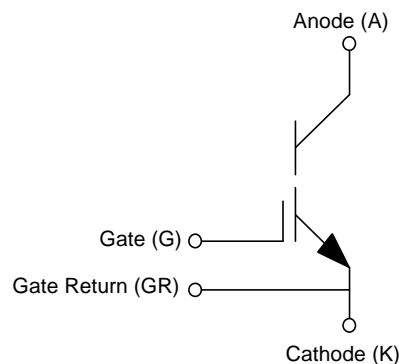 Anode (A)
Gate (G)
Gate Return (GR)
Cathode (K)